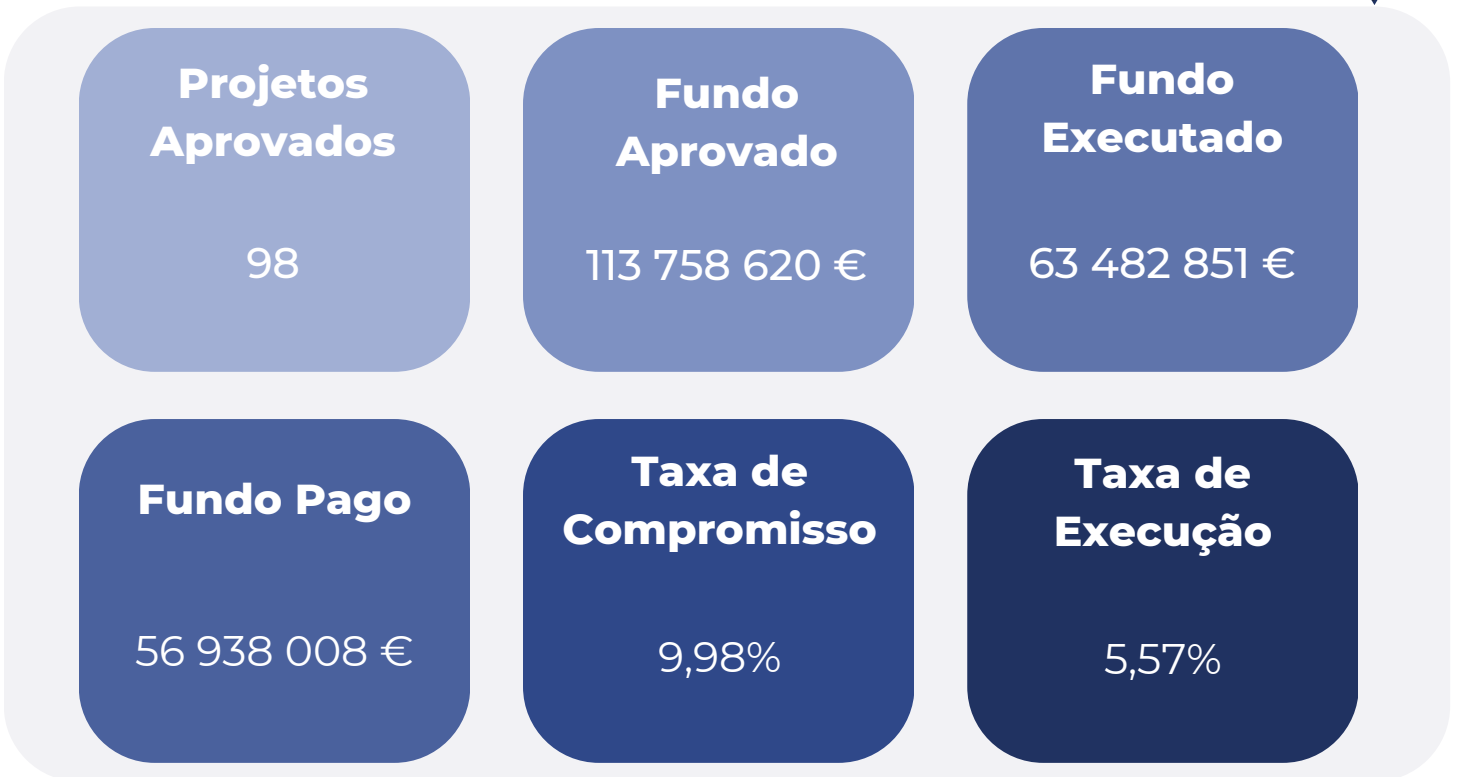 Projetos
Aprovados
98
Fundo
Aprovado
113 758 620 €
Fundo
Executado
63 482 851 €
Fundo Pago
56 938 008 €
Taxa de
Compromisso
9,98%
Taxa de
Execução
5,57%